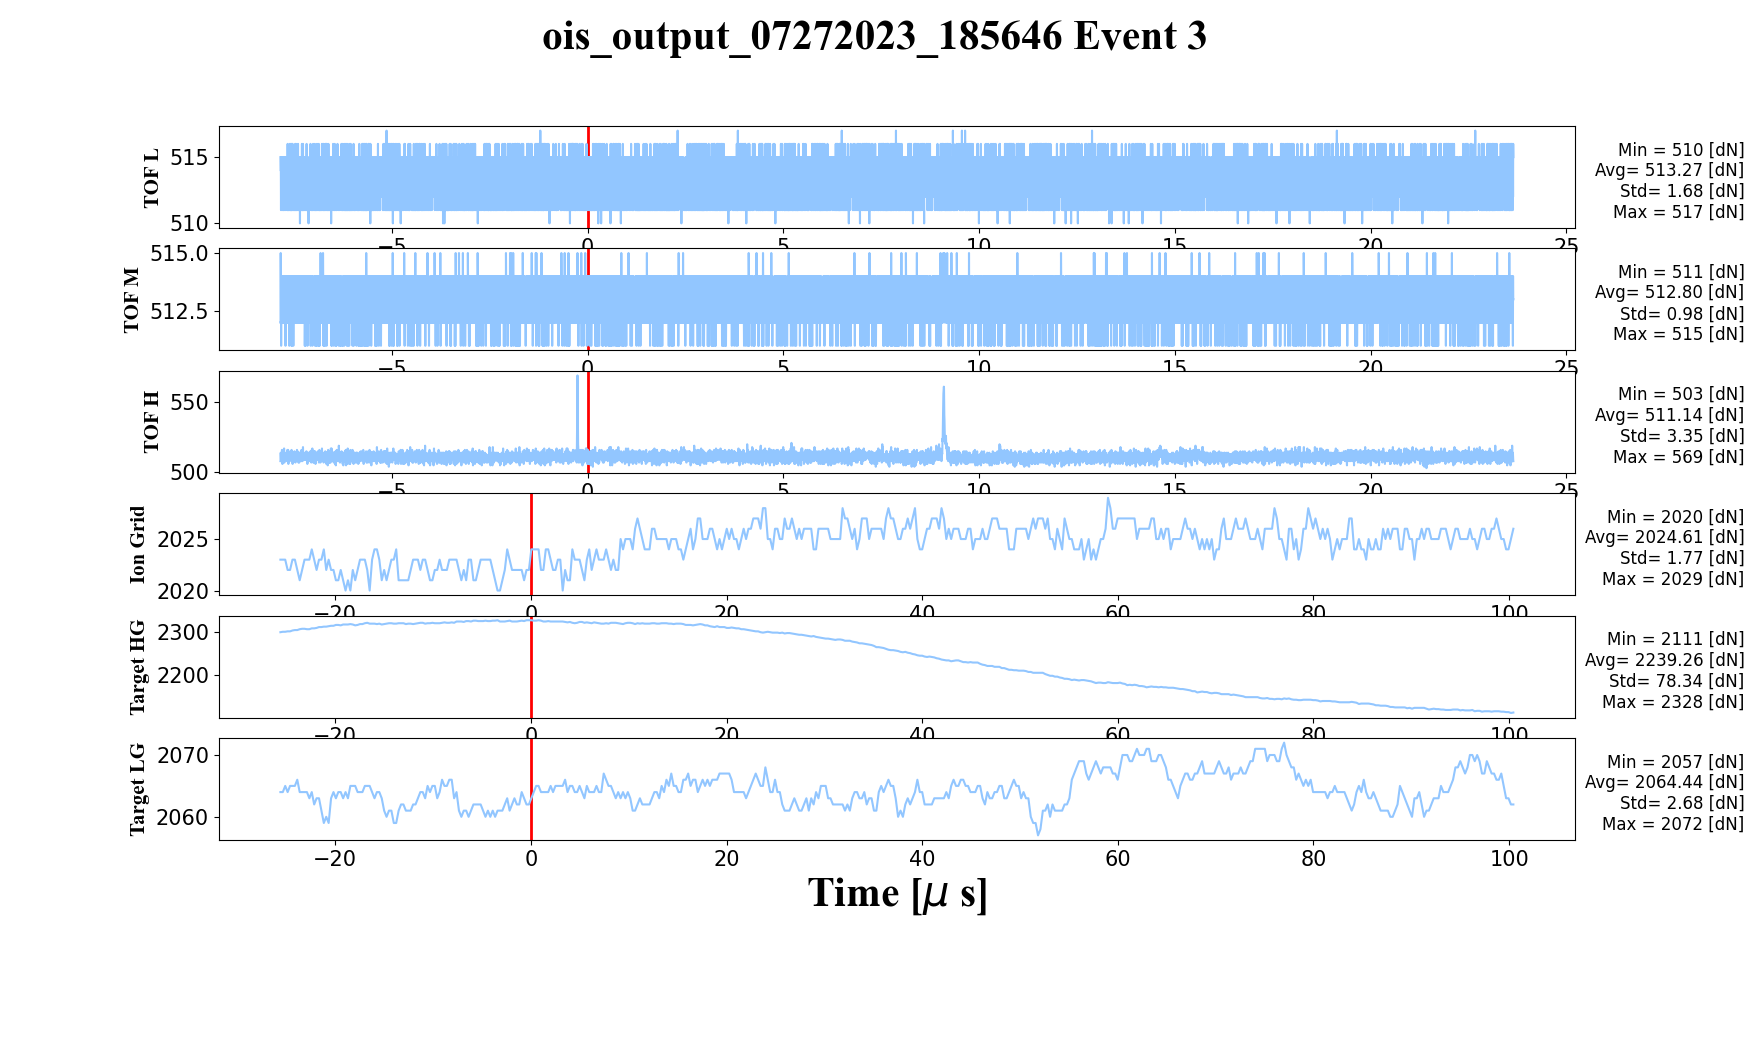 ois_output_07272023_185646 Event 3
TOF L
515
510
−5 0 5 10 15 20 25
Min = 510 [dN]
Avg= 513.27 [dN]
Std= 1.68 [dN]
Max = 517 [dN]
TOF M
515.0
512.5
−5 0 5 10 15 20 25
Min = 511 [dN]
Avg= 512.80 [dN]
Std= 0.98 [dN]
Max = 515 [dN]
TOF H
550
500
−5 0 5 10 15 20 25
Min = 503 [dN]
Avg= 511.14 [dN]
Std= 3.35 [dN]
Max = 569 [dN]
Ion Grid
2025
2020
−20 0 20 40 60 80 100
Min = 2020 [dN]
Avg= 2024.61 [dN]
Std= 1.77 [dN]
Max = 2029 [dN]
Target HG
2300
2200
−20 0 20 40 60 80 100
Min = 2111 [dN]
Avg= 2239.26 [dN]
Std= 78.34 [dN]
Max = 2328 [dN]
Target LG
2070
2060
−20 0 20 40 60 80 100
Min = 2057 [dN]
Avg= 2064.44 [dN]
Std= 2.68 [dN]
Max = 2072 [dN]
Time [μ s]